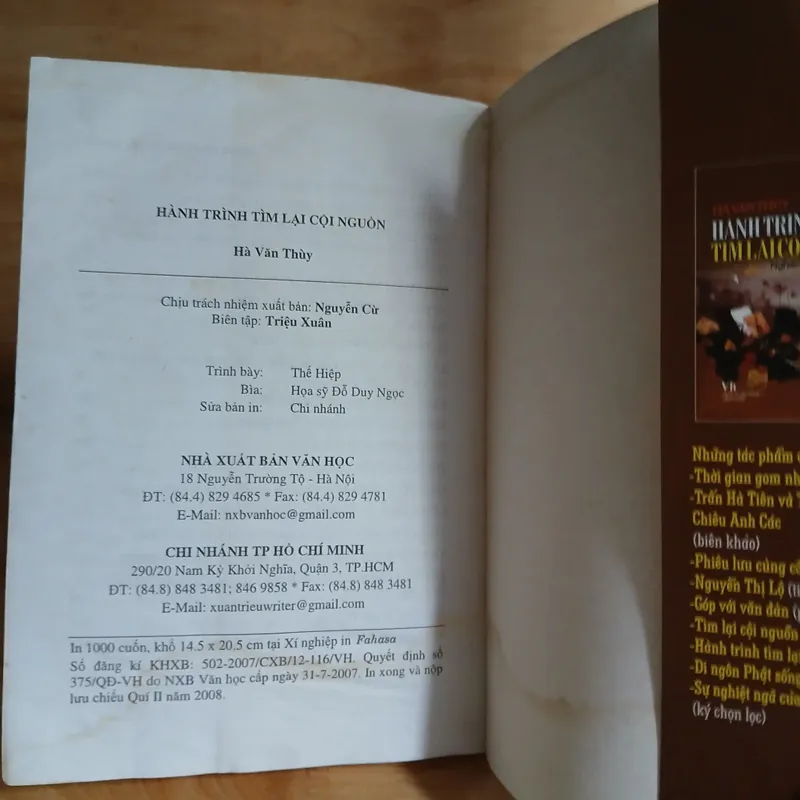 HÀNH TRÌNH TÌM LẠI CỘI NGUỒN
Hà Văn Thùy
Chịu trách nhiệm xuất bản: Nguyễn Cừ
Biên tập: Triệu Xuân
Trình bày: Thế Hiệp
Bìa: Họa sỹ Đỗ Duy Ngọc
Sửa bản in: Chi nhánh
NHÀ XUẤT BẢN VĂN HỌC
18 Nguyễn Trường Tộ - Hà Nội
ĐT: (84.4) 829 4685 * Fax: (84.4) 829 4781
E-Mail: nxbvanhoc@gmail.com
CHI NHÁNH TP HỒ CHÍ MINH
290/20 Nam Kỳ Khởi Nghĩa, Quận 3, TP.HCM
ĐT: (84.8) 848 3481; 846 9858 * Fax: (84.8) 848 3481
E-Mail: xuantrieuwriter@gmail.com
In 1000 cuốn, khổ 14.5 x 20.5 cm tại Xí nghiệp in Fahasa
Số đăng kí KHXB: 502-2007/CXB/12-116/VH. Quyết định số
375/QĐ-VH do NXB Văn học cấp ngày 31-7-2007. In xong và nộp
lưu chiểu Quí II năm 2008.
HÀ VĂN THÙY
HÀNH TRÌN
TÌM LẠI CỘ
VH
Những tác phẩm
-Thời gian gom
-Trấn Hà Tiên và
Chiêu Anh Các
(biên khảo)
-Phiêu lưu cùng
-Nguyễn Thị Lộ
-Góp với văn đàn
-Tìm lại cội nguồn
-Hành trình tìm lại
-Di ngôn Phật sống
-Sự nghiệt ngã của
(ký chọn lọc)